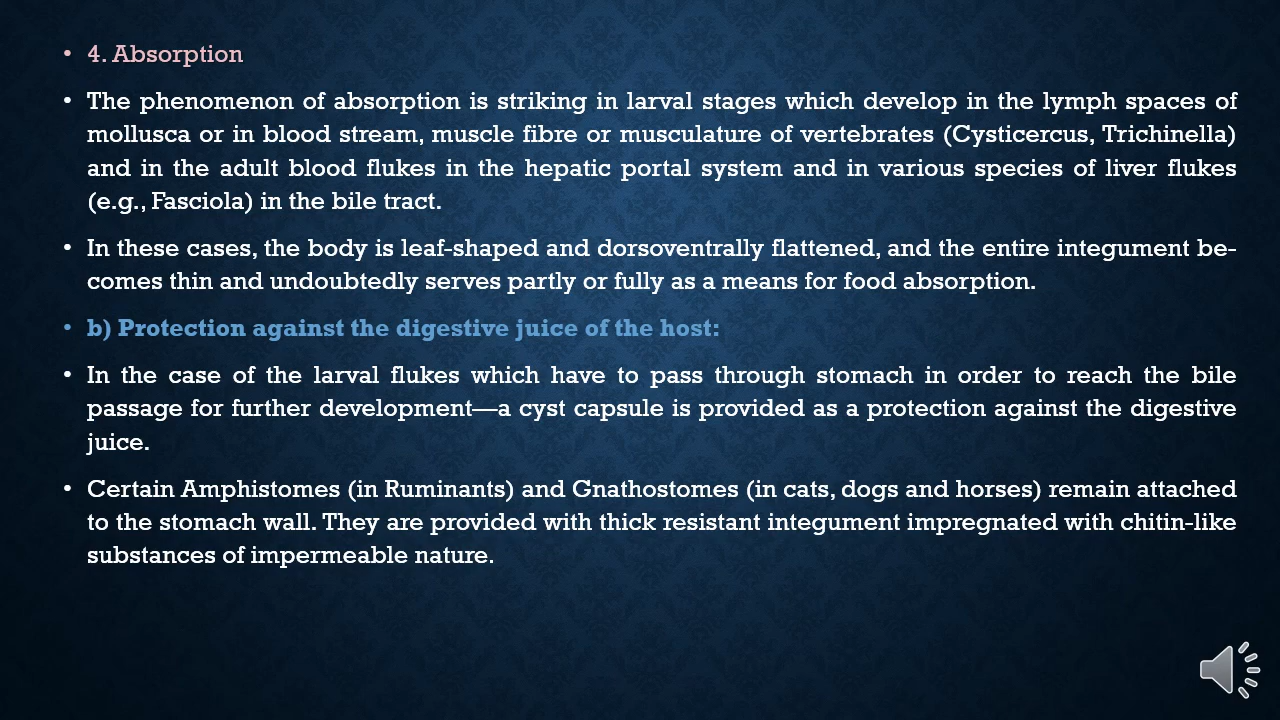 • 4. Absorption
• The phenomenon of absorption is striking in larval stages which develop in the lymph spaces of
mollusca or in blood stream, muscle fibre or musculature of vertebrates (Cysticercus, Trichinella)
and in the adult blood flukes in the hepatic portal system and in various species of liver flukes
(e.g., Fasciola) in the bile tract.
• In these cases, the body is leaf-shaped and dorsoventrally flattened, and the entire integument be-
comes thin and undoubtedly serves partly or fully as a means for food absorption.
• b) Protection against the digestive juice of the host:
• In the case of the larval flukes which have to pass through stomach in order to reach the bile
passage for further development—a cyst capsule is provided as a protection against the digestive
juice.
• Certain Amphistomes (in Ruminants) and Gnathostomes (in cats, dogs and horses) remain attached
to the stomach wall. They are provided with thick resistant integument impregnated with chitin-like
substances of impermeable nature.